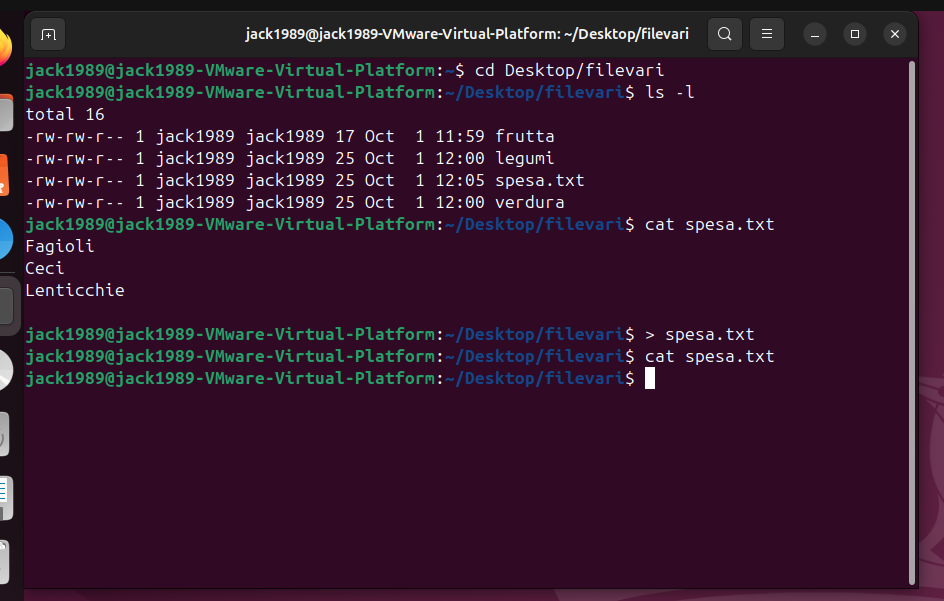 jack1989@jack1989-VMware-Virtual-Platform: ~/Desktop/filevari
jack1989@jack1989-VMware-Virtual-Platform:~$ cd Desktop/filevari
jack1989@jack1989-VMware-Virtual-Platform:~/Desktop/filevari$ ls -l
total 16
-rw-rw-r-- 1 jack1989 jack1989 17 Oct  1 11:59 frutta
-rw-rw-r-- 1 jack1989 jack1989 25 Oct  1 12:00 legumi
-rw-rw-r-- 1 jack1989 jack1989 25 Oct  1 12:05 spesa.txt
-rw-rw-r-- 1 jack1989 jack1989 25 Oct  1 12:00 verdura
jack1989@jack1989-VMware-Virtual-Platform:~/Desktop/filevari$ cat spesa.txt
Fagioli
Ceci
Lenticchie
jack1989@jack1989-VMware-Virtual-Platform:~/Desktop/filevari$ > spesa.txt
jack1989@jack1989-VMware-Virtual-Platform:~/Desktop/filevari$ cat spesa.txt
jack1989@jack1989-VMware-Virtual-Platform:~/Desktop/filevari$